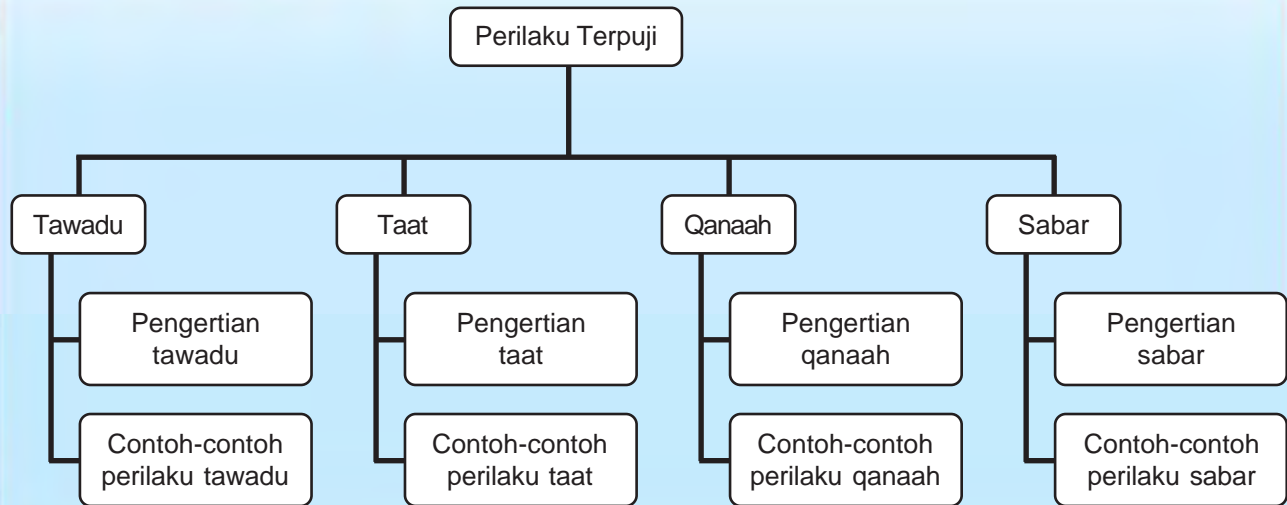 Perilaku Terpuji
Tawadu
Taat
Qanaah
Sabar
Pengertian
tawadu
Pengertian
taat
Pengertian
qanaah
Pengertian
sabar
Contoh-contoh
perilaku tawadu
Contoh-contoh
perilaku taat
Contoh-contoh
perilaku qanaah
Contoh-contoh
perilaku sabar